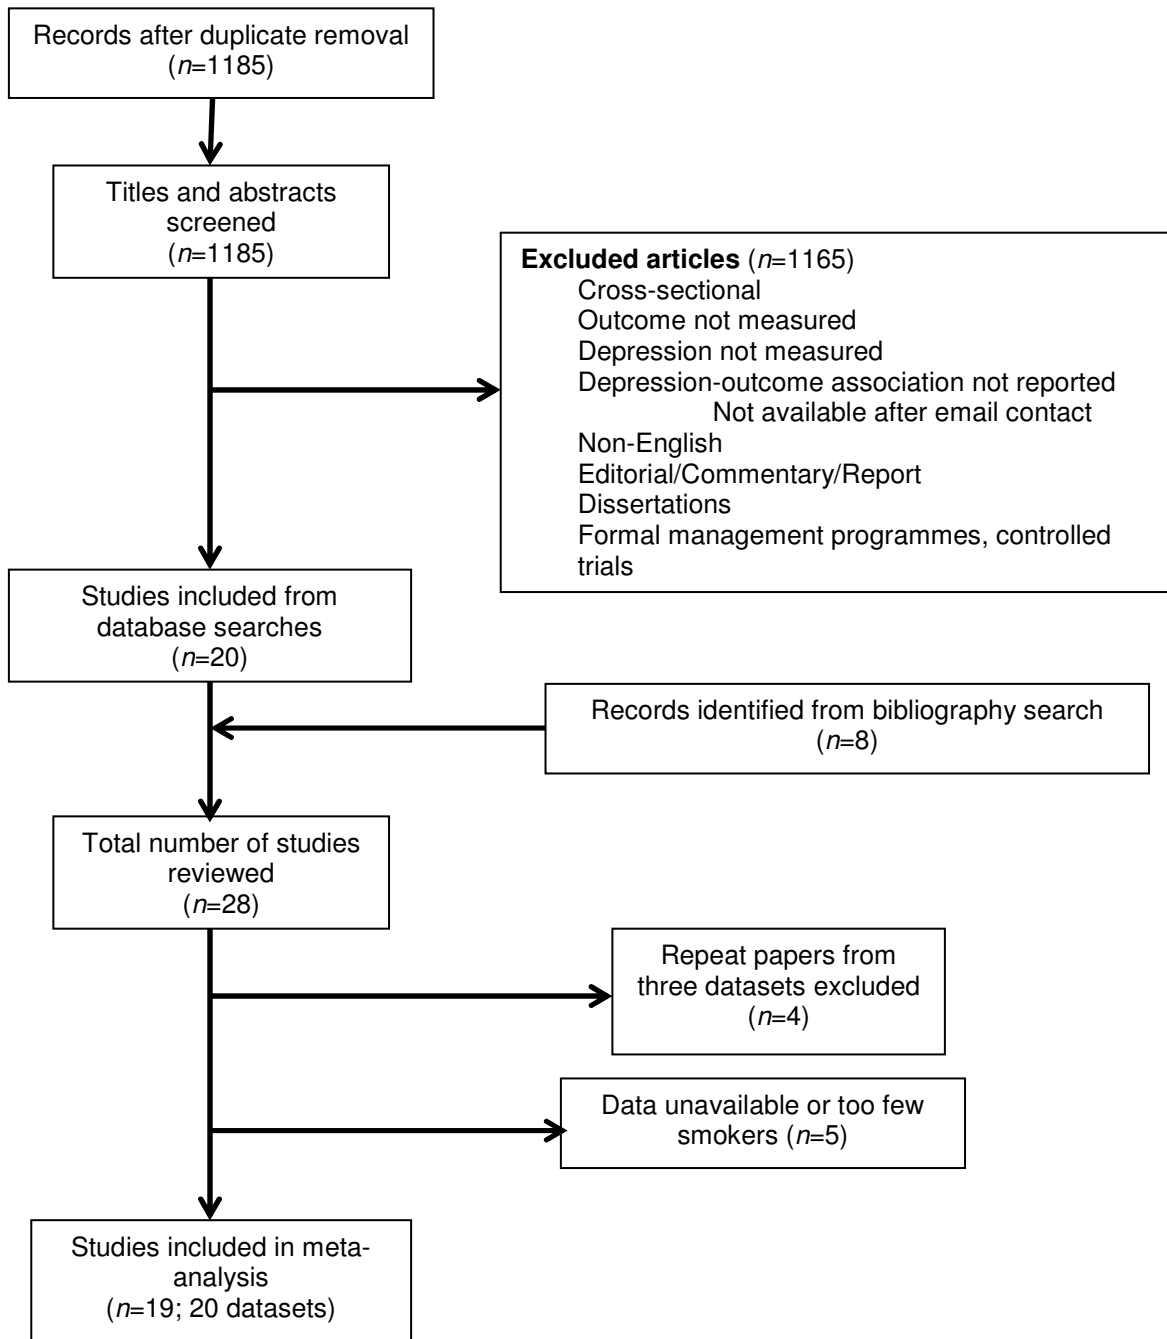 Records after duplicate removal
(n=1185)
Titles and abstracts
screened
(n=1185)
Excluded articles (n=1165)
Cross-sectional
Outcome not measured
Depression not measured
Depression-outcome association not reported
Not available after email contact
Non-English
Editorial/Commentary/Report
Dissertations
Formal management programmes, controlled
trials
Studies included from
database searches
(n=20)
Records identified from bibliography search
(n=8)
Total number of studies
reviewed
(n=28)
Repeat papers from
three datasets excluded
(n=4)
Data unavailable or too few
smokers (n=5)
Studies included in meta-
analysis
(n=19; 20 datasets)